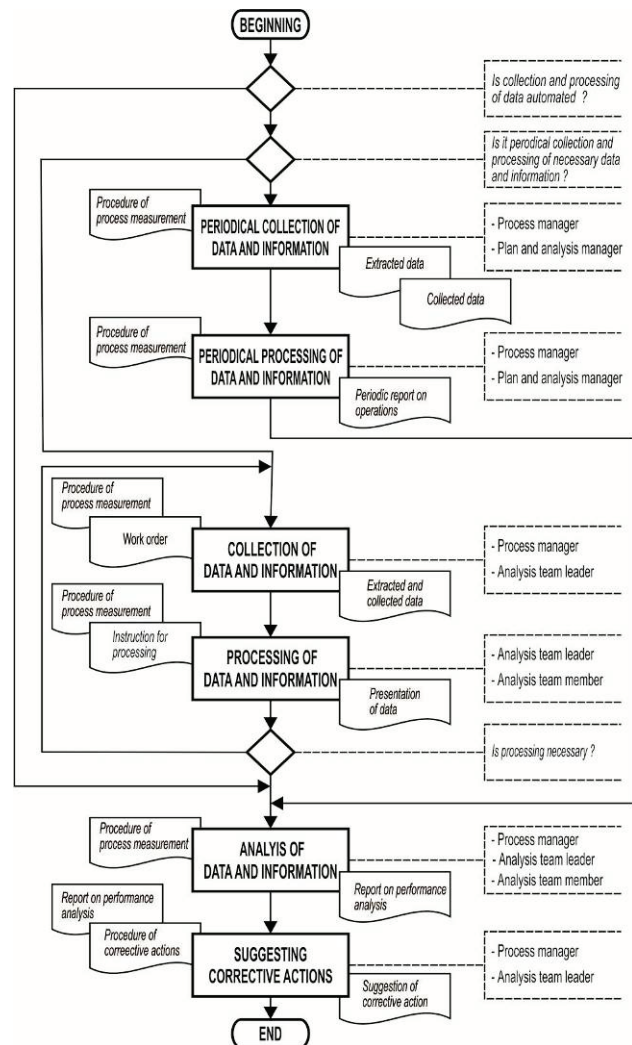 BEGINNING
Is collection and processing
of data automated ?
Is it perodical collection and
processing of necessary data
and information ?
Procedure of
process measurement
PERIODICAL COLLECTION OF
DATA AND INFORMATION
- Process manager
- Plan and analysis manager
Extracted data
Collected data
Procedure of
process measurement
PERIODICAL PROCESSING OF
DATA AND INFORMATION
- Process manager
- Plan and analysis manager
Periodic report on
operations
Procedure of
process measurement
Work order
COLLECTION OF
DATA AND INFORMATION
- Process manager
- Analysis team leader
Extracted and
collected data
Procedure of
process measurement
Instruction for
processing
PROCESSING OF
DATA AND INFORMATION
- Analysis team leader
- Analysis team member
Presentation
of data
Is processing necessary ?
Procedure of
process measurement
ANALYIS OF
DATA AND INFORMATION
- Process manager
- Analysis team leader
- Analysis team member
Report on performance
analysis
Report on performance
analysis
Procedure of
correective actions
SUGGESTING
CORRECTIVE ACTIONS
- Process manager
- Analysis team leader
Suggestion of
corrective action
END